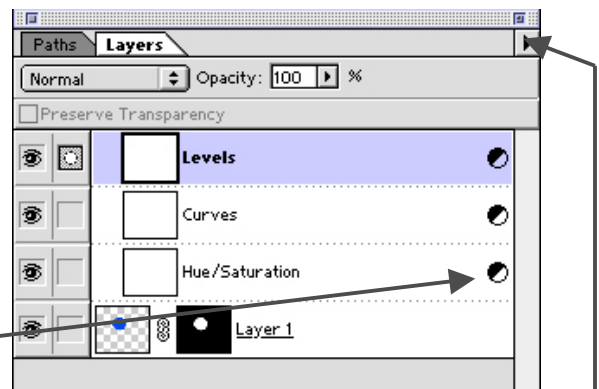 Paths Layers
Normal Opacity: 100 %
Preserve Transparency
Levels
Curves
Hue/Saturation
Layer 1